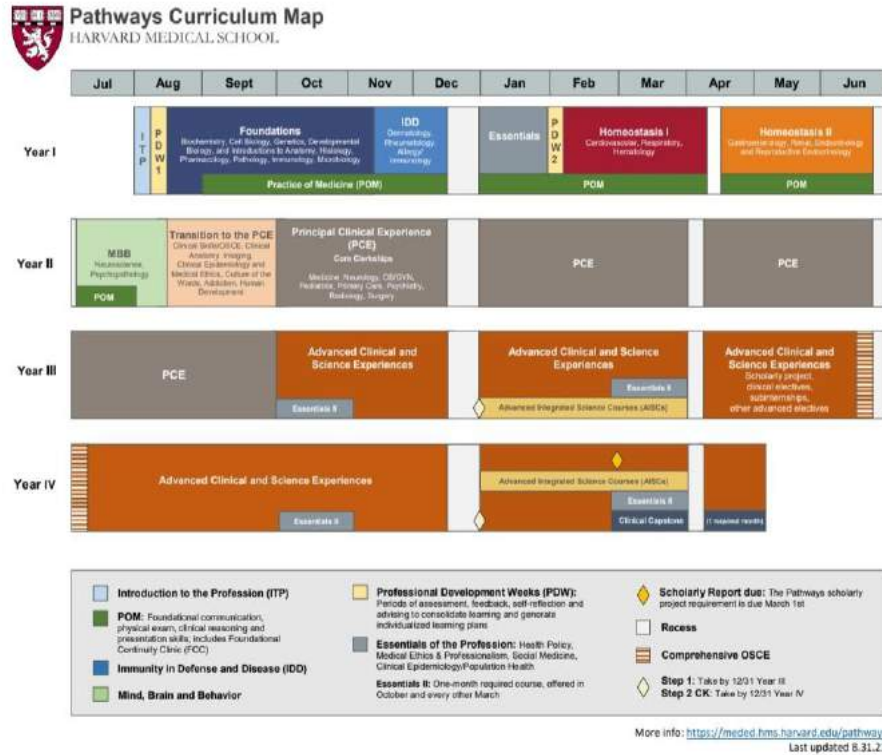 Pathways Curriculum Map
HARVARD MEDICAL SCHOOL
Jul
Aug
Sept
Oct
Nov
Dec
Jan
Feb
Mar
Apr
May
Jun
Year I
ITP
PDW1
Foundations
Biochemistry, Cell Biology, Genetics, Developmental
Biology, and Introductions to Anatomy, Histology,
Pharmacology, Pathology, Immunology, Microbiology
IDD
Dermatology,
Rheumatology,
Allergy/
Immunology
Practice of Medicine (POM)
Essentials
PDW2
Homeostasis I
Cardiovascular, Respiratory,
Hematology
POM
Homeostasis II
Gastroenterology, Renal, Endocrinology
and Reproductive Endocrinology
POM
Year II
MBB
Neuroscience,
Psychopathology
POM
Transition to the PCE
Clinical Skills/OSCE, Clinical
Anatomy, Imaging,
Clinical Epidemiology and
Medical Ethics, Culture of the
Wards, Addiction, Human
Development
Principal Clinical Experience
(PCE)
Core Clerkships
Medicine, Neurology, OB/GYN,
Pediatrics, Primary Care, Psychiatry,
Radiology, Surgery
PCE
PCE
Year III
PCE
Advanced Clinical and
Science Experiences
Essentials II
Advanced Clinical and Science
Experiences
Essentials II
Advanced Integrated Science Courses (AISCs)
Advanced Clinical and
Science Experiences
Scholarly project,
clinical electives,
subinternships,
other advanced electives
Year IV
Advanced Clinical and Science Experiences
Essentials II
Advanced Integrated Science Courses (AISCs)
Essentials II
Clinical Capstone
(1 required month)
Introduction to the Profession (ITP)
POM: Foundational communication,
physical exam, clinical reasoning and
presentation skills; includes Foundational
Continuity Clinic (FCC)
Immunity in Defense and Disease (IDD)
Mind, Brain and Behavior
Professional Development Weeks (PDW):
Periods of assessment, feedback, self-reflection and
advising to consolidate learning and generate
individualized learning plans
Essentials of the Profession: Health Policy,
Medical Ethics & Professionalism, Social Medicine,
Clinical Epidemiology/Population Health
Essentials II: One-month required course, offered in
October and every other March
Scholarly Report due: The Pathways scholarly
project requirement is due March 1st
Recess
Comprehensive OSCE
Step 1: Take by 12/31 Year III
Step 2 CK: Take by 12/31 Year IV
More info: https://meded.hms.harvard.edu/pathway
Last updated 8.31.2